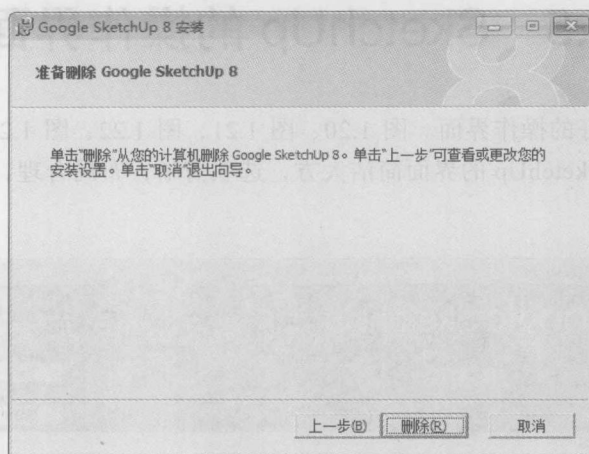 Google SketchUp 8 安装
准备删除 Google SketchUp 8
单击"删除"从您的计算机删除 Google SketchUp 8。单击"上一步"可查看或更改您的
安装设置。单击"取消"退出向导。
上一步(B) 删除(R) 取消